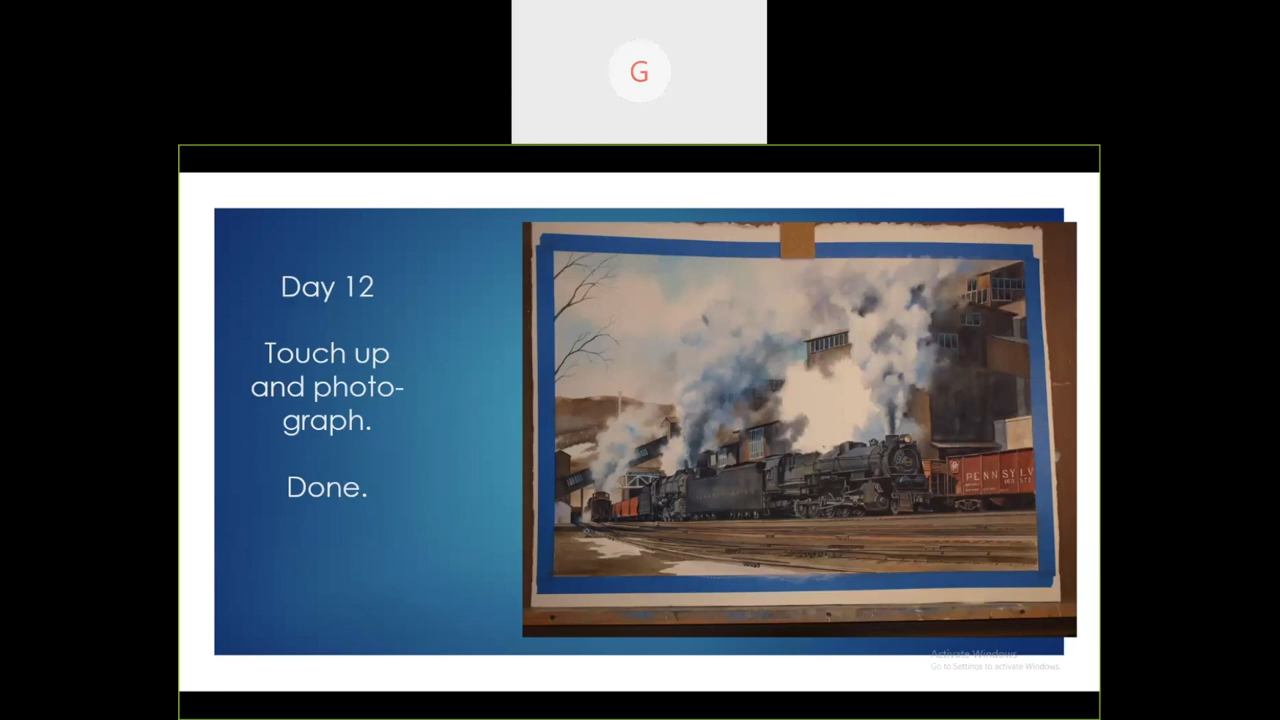 G
Day 12
Touch up
and photo-
graph.
Done.
PENNSYLV
Activate Windows
Go to Settings to activate Windows.